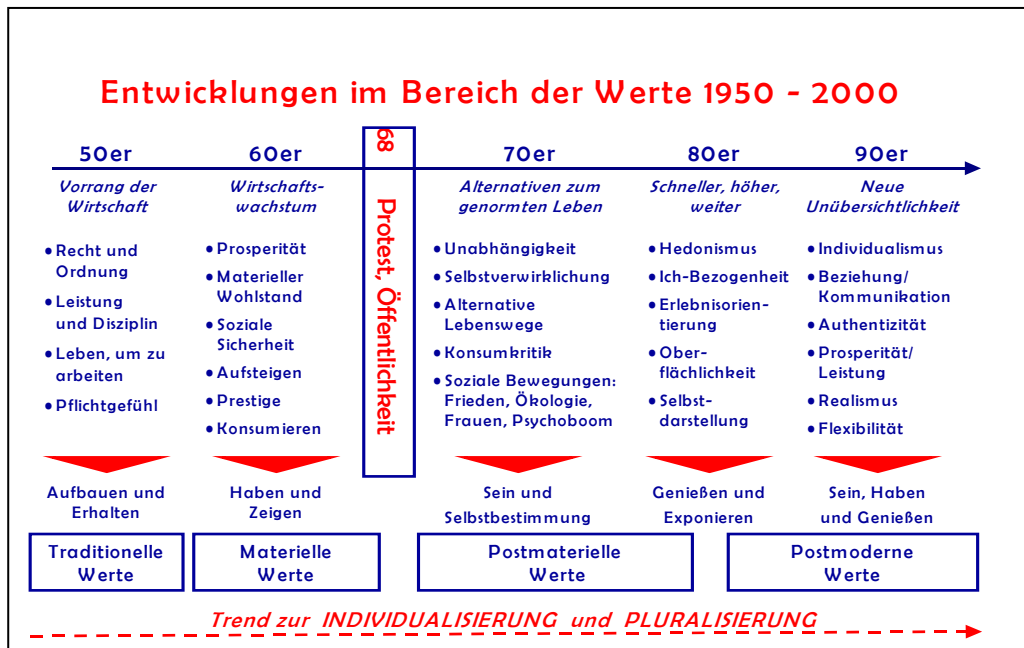 Entwicklungen im Bereich der Werte 1950 - 2000
50er
Vorrang der
Wirtschaft
• Recht und
Ordnung
• Leistung
und Disziplin
• Leben, um zu
arbeiten
• Pflichtgefühl
Aufbauen und
Erhalten
Traditionelle
Werte
60er
Wirtschafts-
wachstum
• Prosperität
• Materieller
Wohlstand
• Soziale
Sicherheit
• Aufsteigen
• Prestige
• Konsumieren
Haben und
Zeigen
Materielle
Werte
68 Protest, Öffentlichkeit
70er
Alternativen zum
genormten Leben
• Unabhängigkeit
• Selbstverwirklichung
• Alternative
Lebenswege
• Konsumkritik
• Soziale Bewegungen:
Frieden, Ökologie,
Frauen, Psychoboom
Sein und
Selbstbestimmung
Postmaterielle
Werte
80er
Schneller, höher,
weiter
• Hedonismus
• Ich-Bezogenheit
• Erlebnisorien-
tierung
• Ober-
flächlichkeit
• Selbst-
darstellung
Genießen und
Exponieren
90er
Neue
Unübersichtlichkeit
• Individualismus
• Beziehung/
Kommunikation
• Authentizität
• Prosperität/
Leistung
• Realismus
• Flexibilität
Sein, Haben
und Genießen
Postmoderne
Werte
Trend zur INDIVIDUALISIERUNG und PLURALISIERUNG